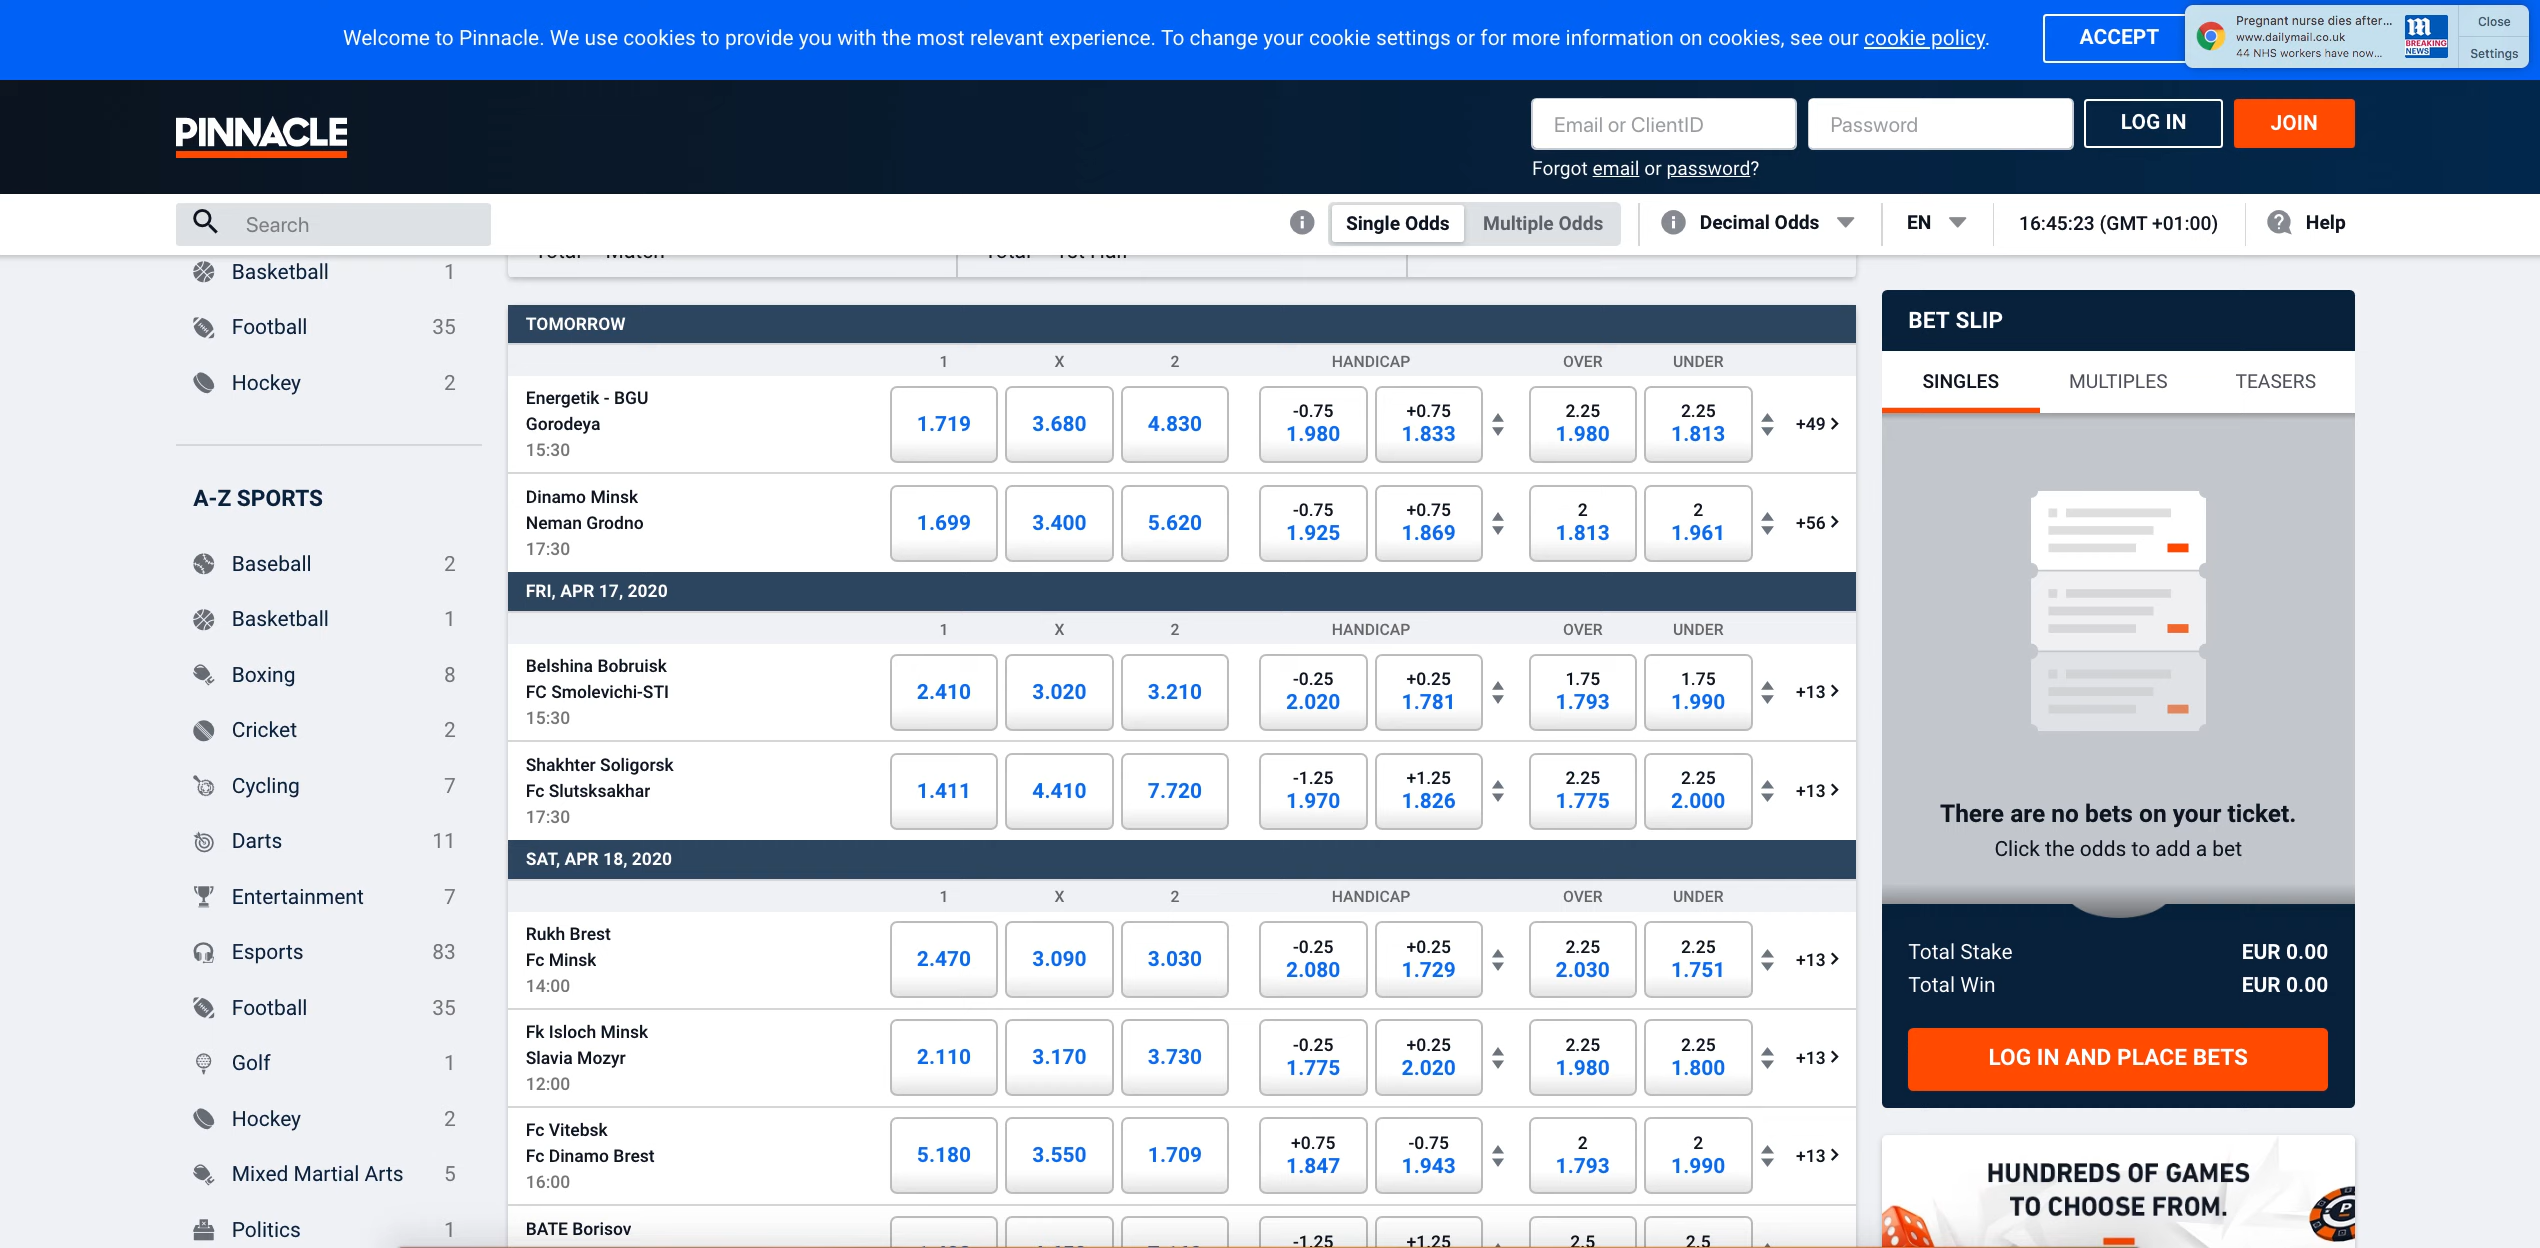 Welcome to Pinnacle. We use cookies to provide you with the most relevant experience. To change your cookie settings or for more information on cookies, see our cookie policy.
ACCEPT
Pregnant nurse dies after...
www.dailymail.co.uk
44 NHS workers have now...
m
BREAKING
NEWS
Close
Settings
PINNACLE
Email or ClientID
Password
LOG IN
JOIN
Forgot email or password?
Search
Single Odds
Multiple Odds
Decimal Odds
EN
16:45:23 (GMT +01:00)
Help
Basketball 1
Football 35
Hockey 2
A-Z SPORTS
Baseball 2
Basketball 1
Boxing 8
Cricket 2
Cycling 7
Darts 11
Entertainment 7
Esports 83
Football 35
Golf 1
Hockey 2
Mixed Martial Arts 5
Politics 1
TOMORROW
1 X 2 HANDICAP OVER UNDER
Energetik - BGU
Gorodeya
15:30
1.719 3.680 4.830
-0.75 +0.75 2.25 2.25
1.980 1.833 1.980 1.813
+49
Dinamo Minsk
Neman Grodno
17:30
1.699 3.400 5.620
-0.75 +0.75 2 2
1.925 1.869 1.813 1.961
+56
FRI, APR 17, 2020
1 X 2 HANDICAP OVER UNDER
Belshina Bobruisk
FC Smolevichi-STI
15:30
2.410 3.020 3.210
-0.25 +0.25 1.75 1.75
2.020 1.781 1.793 1.990
+13
Shakhter Soligorsk
Fc Slutsksakhar
17:30
1.411 4.410 7.720
-1.25 +1.25 2.25 2.25
1.970 1.826 1.775 2.000
+13
SAT, APR 18, 2020
1 X 2 HANDICAP OVER UNDER
Rukh Brest
Fc Minsk
14:00
2.470 3.090 3.030
-0.25 +0.25 2.25 2.25
2.080 1.729 2.030 1.751
+13
Fk Isloch Minsk
Slavia Mozyr
12:00
2.110 3.170 3.730
-0.25 +0.25 2.25 2.25
1.775 2.020 1.980 1.800
+13
Fc Vitebsk
Fc Dinamo Brest
16:00
5.180 3.550 1.709
+0.75 -0.75 2 2
1.847 1.943 1.793 1.990
+13
BATE Borisov
-1.25 +1.25 2.5 2.5
BET SLIP
SINGLES MULTIPLES TEASERS
There are no bets on your ticket.
Click the odds to add a bet
Total Stake EUR 0.00
Total Win EUR 0.00
LOG IN AND PLACE BETS
HUNDREDS OF GAMES
TO CHOOSE FROM.
P